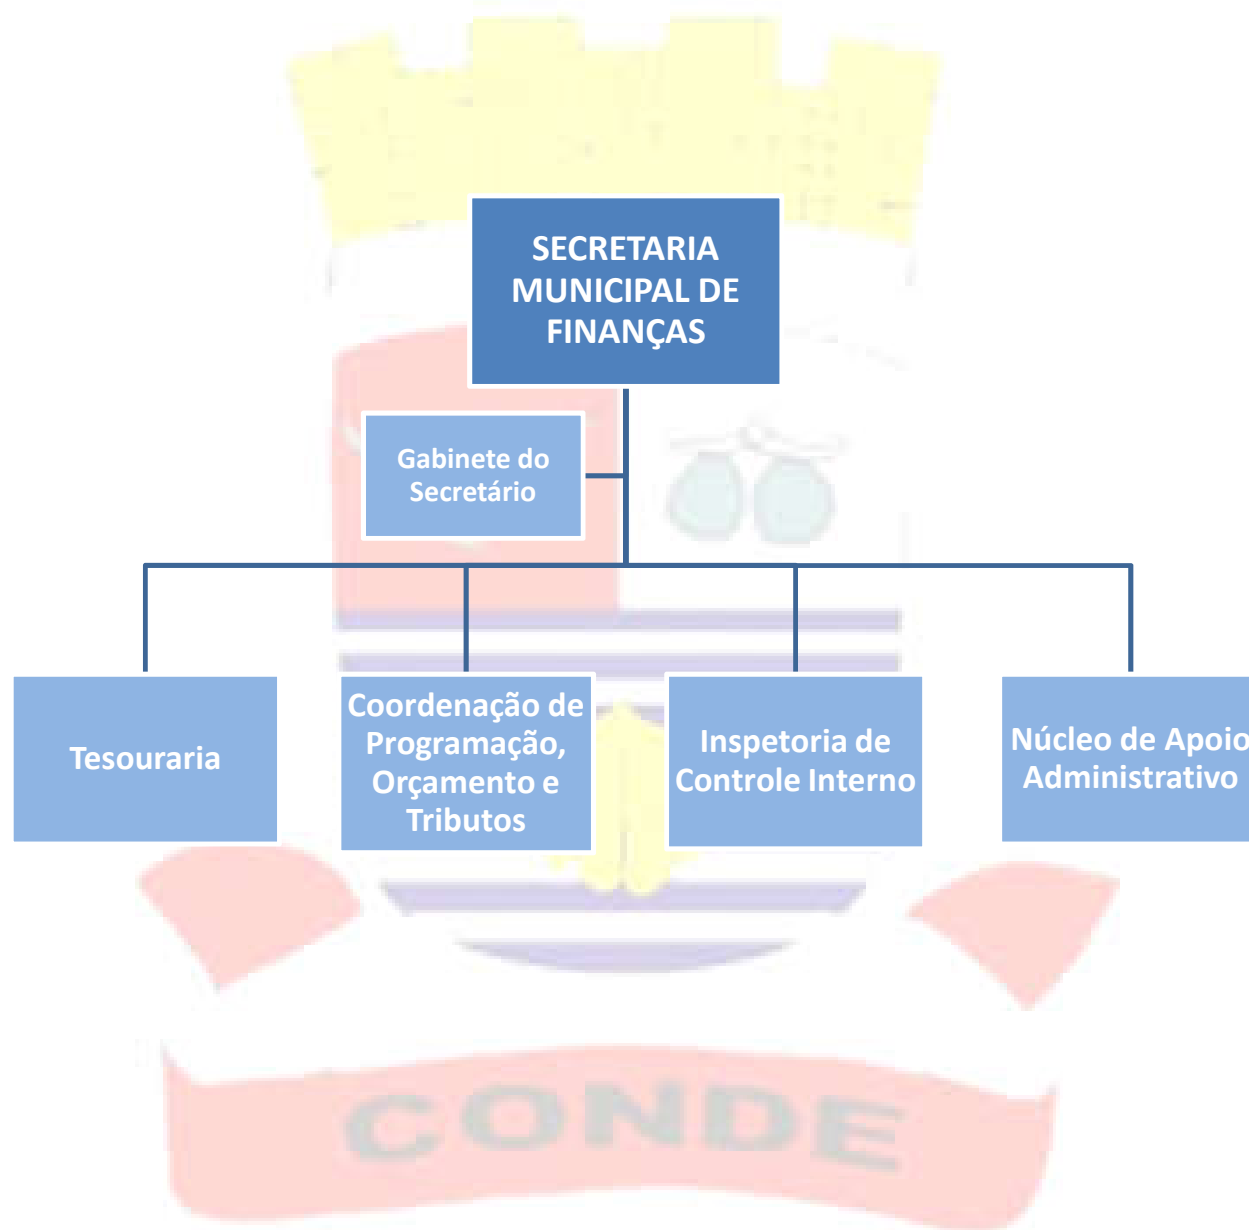 SECRETARIA
MUNICIPAL DE
FINANÇAS
Gabinete do
Secretário
Tesouraria
Coordenação de
Programação,
Orçamento e
Tributos
Inspetoria de
Controle Interno
Núcleo de Apoio
Administrativo
CONDE